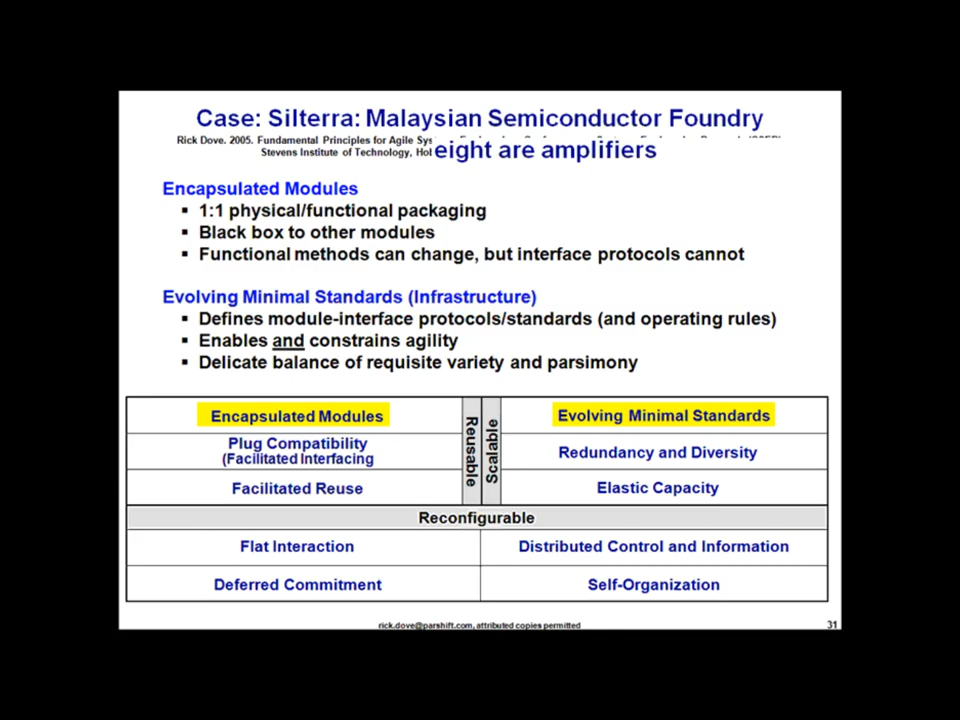 Case: Silterra: Malaysian Semiconductor Foundry
Rick Dove. 2005. Fundamental Principles for Agile
Stevens Institute of Technology,
eight are amplifiers
Encapsulated Modules
▪ 1:1 physical/functional packaging
▪ Black box to other modules
▪ Functional methods can change, but interface protocols cannot
Evolving Minimal Standards (Infrastructure)
▪ Defines module-interface protocols/standards (and operating rules)
▪ Enables and constrains agility
▪ Delicate balance of requisite variety and parsimony
Encapsulated Modules
Plug Compatibility
(Facilitated Interfacing
Facilitated Reuse
Reusable
Scalable
Evolving Minimal Standards
Redundancy and Diversity
Elastic Capacity
Reconfigurable
Flat Interaction
Distributed Control and Information
Deferred Commitment
Self-Organization
rick.dove@parshift.com, attributed copies permitted
31